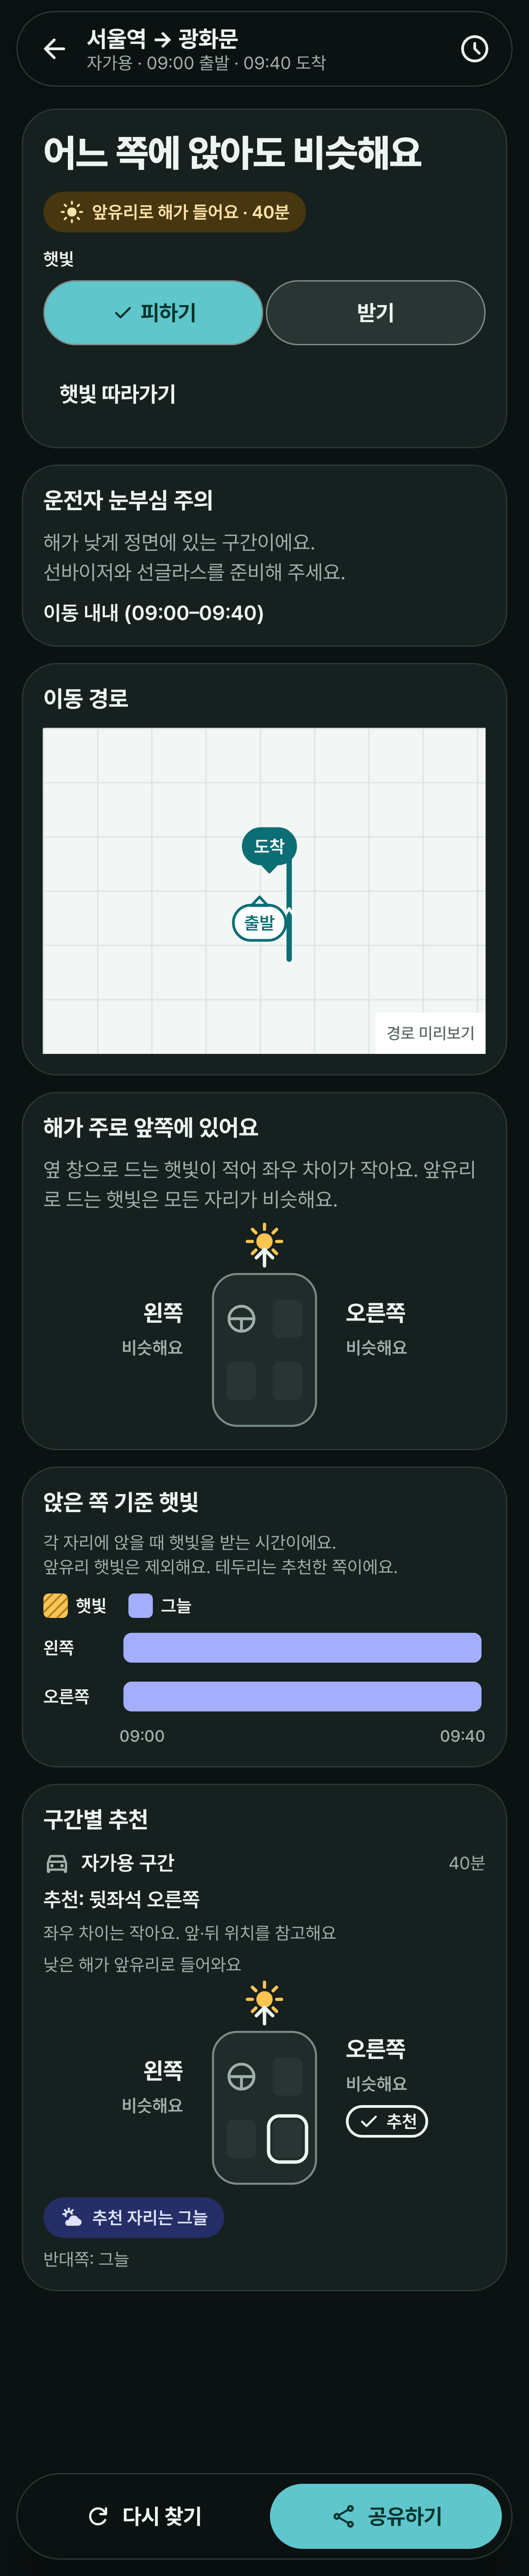 서울역 → 광화문
자가용 · 09:00 출발 · 09:40 도착
어느 쪽에 앉아도 비슷해요
앞유리로 해가 들어요 · 40분
햇빛
피하기
받기
햇빛 따라가기
운전자 눈부심 주의
해가 낮게 정면에 있는 구간이에요.
선바이저와 선글라스를 준비해 주세요.
이동 내내 (09:00–09:40)
이동 경로
도착
출발
경로 미리보기
해가 주로 앞쪽에 있어요
옆 창으로 드는 햇빛이 적어 좌우 차이가 작아요. 앞유리
로 드는 햇빛은 모든 자리가 비슷해요.
왼쪽
비슷해요
오른쪽
비슷해요
앉은 쪽 기준 햇빛
각 자리에 앉을 때 햇빛을 받는 시간이에요.
앞유리 햇빛은 제외해요. 테두리는 추천한 쪽이에요.
햇빛
그늘
왼쪽
오른쪽
09:00
09:40
구간별 추천
자가용 구간
40분
추천: 뒷좌석 오른쪽
좌우 차이는 작아요. 앞·뒤 위치를 참고해요
낮은 해가 앞유리로 들어와요
왼쪽
비슷해요
오른쪽
비슷해요
추천
추천 자리는 그늘
반대쪽: 그늘
다시 찾기
공유하기